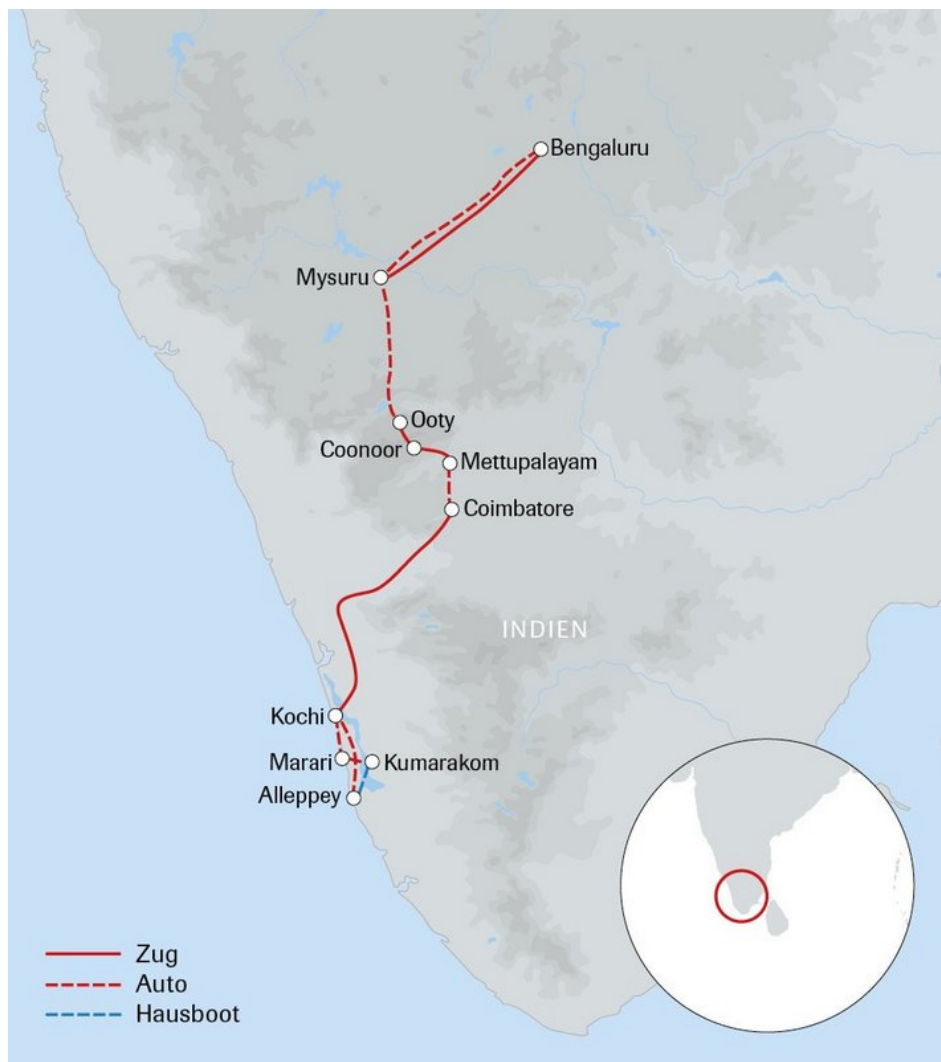 Bengaluru
Mysuru
Ooty
Coonoor
Mettupalayam
Coimbatore
INDIEN
Kochi
Marari
Kumarakom
Alleppey
Zug
Auto
Hausboot